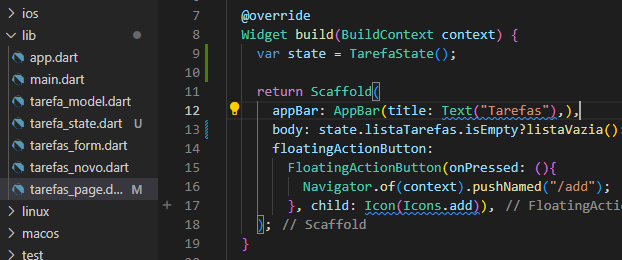 ios
lib
app.dart
main.dart
tarefa_model.dart
tarefa_state.dart U
tarefas_form.dart
tarefas_novo.dart
tarefas_page.d... M
linux
macos
test
7 @override
8 Widget build(BuildContext context) {
9 var state = TarefaState();
10
11 return Scaffold(
12 appBar: AppBar(title: Text("Tarefas"),),
13 body: state.listaTarefas.isEmpty?listaVazia():
14 floatingActionButton:
15 FloatingActionButton(onPressed: (){
16 Navigator.of(context).pushNamed("/add");
17 }, child: Icon(Icons.add)), // FloatingActio
18 ); // Scaffold
19 }